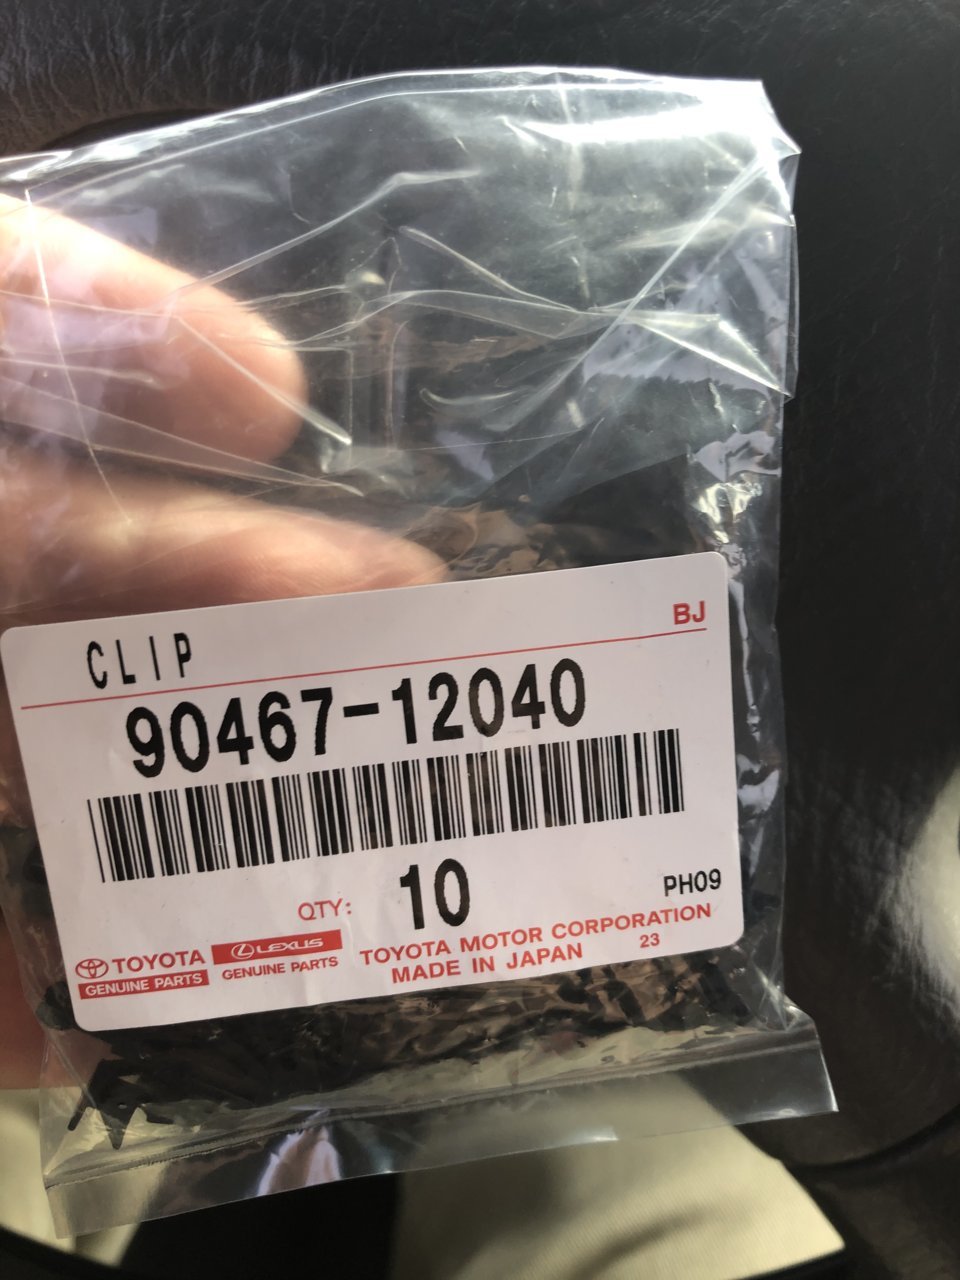 BJ
CLIP
90467-12040
QTY: 10
PH09
TOYOTA LEXUS TOYOTA MOTOR CORPORATION
GENUINE PARTS GENUINE PARTS MADE IN JAPAN 23